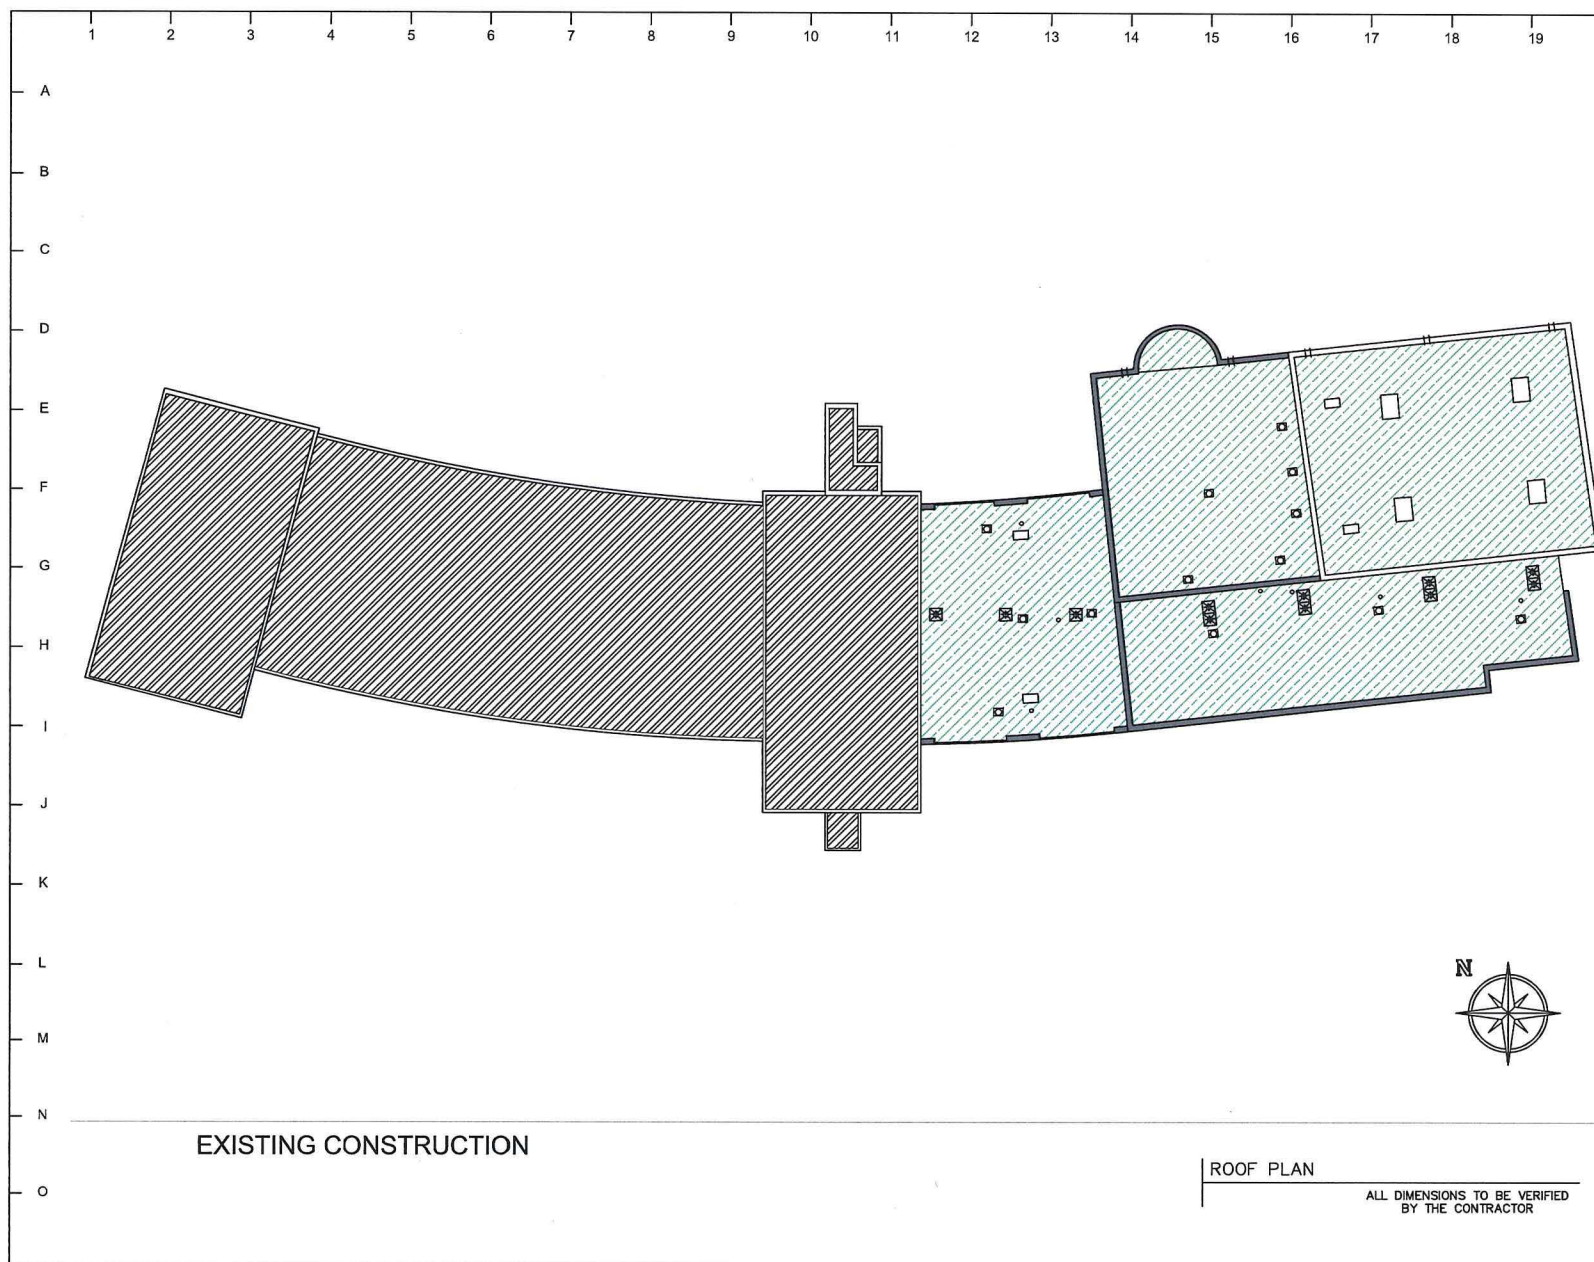 1 2 3 4 5 6 7 8 9 10 11 12 13 14 15 16 17 18 19
A
B
C
D
E
F
G
H
I
J
K
L
N
M
N
EXISTING CONSTRUCTION
ROOF PLAN
O
ALL DIMENSIONS TO BE VERIFIED
BY THE CONTRACTOR